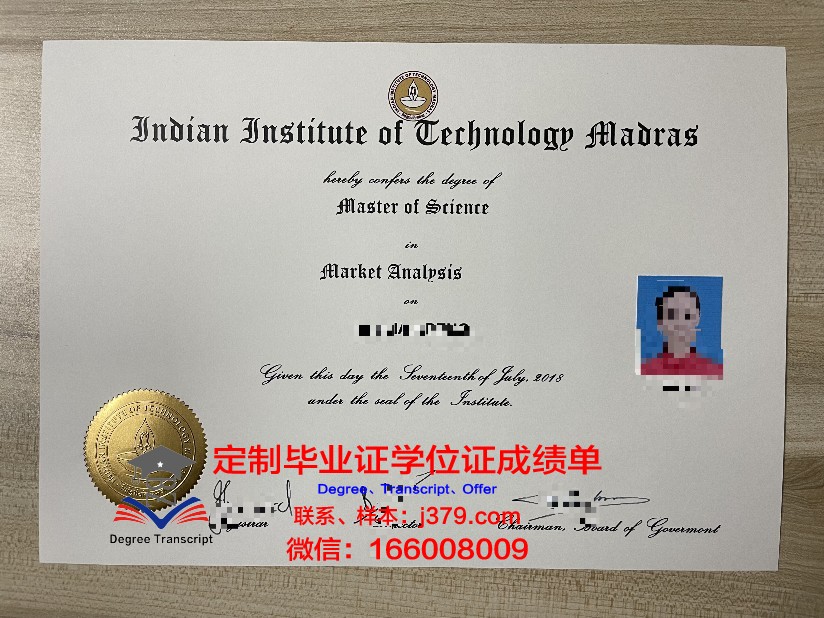 Indian Institute of Technology Madras
hereby confers the degree of
Master of Science
in
Market Analysis
on
Given this day the Seventeenth of July, 2018
under the seal of the Institute.
定制毕业证学位证成绩单
Degree、Transcript、Offer
联系、样本：j379.com
Chairman, Board of Goverment
Degree Transcript
微信：166008009